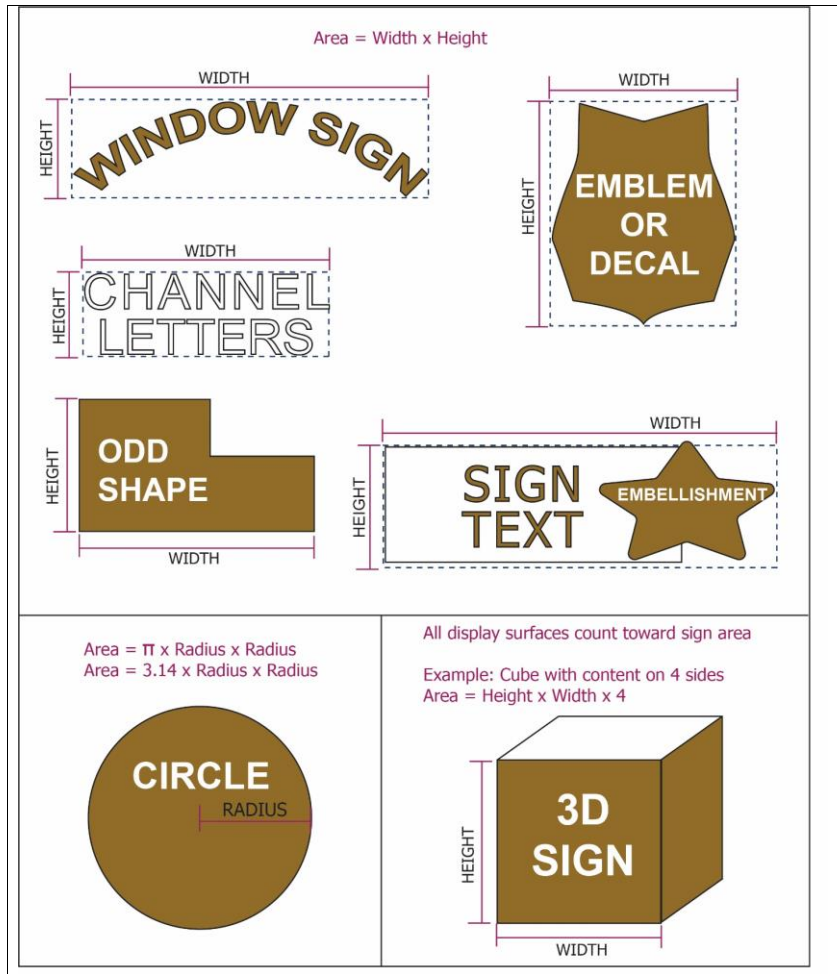 Area = Width x Height
WIDTH
HEIGHT
WINDOW SIGN
WIDTH
HEIGHT
EMBLEM
OR
DECAL
WIDTH
HEIGHT
CHANNEL
LETTERS
HEIGHT
ODD
SHAPE
WIDTH
WIDTH
HEIGHT
SIGN
TEXT
EMBELLISHMENT
Area = π x Radius x Radius
Area = 3.14 x Radius x Radius
CIRCLE
RADIUS
All display surfaces count toward sign area
Example: Cube with content on 4 sides
Area = Height x Width x 4
HEIGHT
3D
SIGN
WIDTH